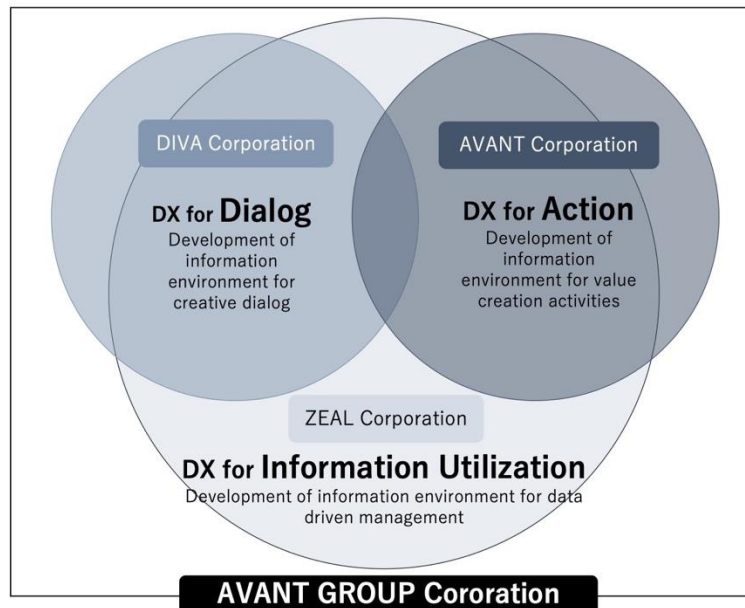 DIVA Corporation
DX for Dialog
Development of
information
environment for
creative dialog
AVANT Corporation
DX for Action
Development of
information
environment for value
creation activities
ZEAL Corporation
DX for Information Utilization
Development of information environment for data
driven management
AVANT GROUP Cororation